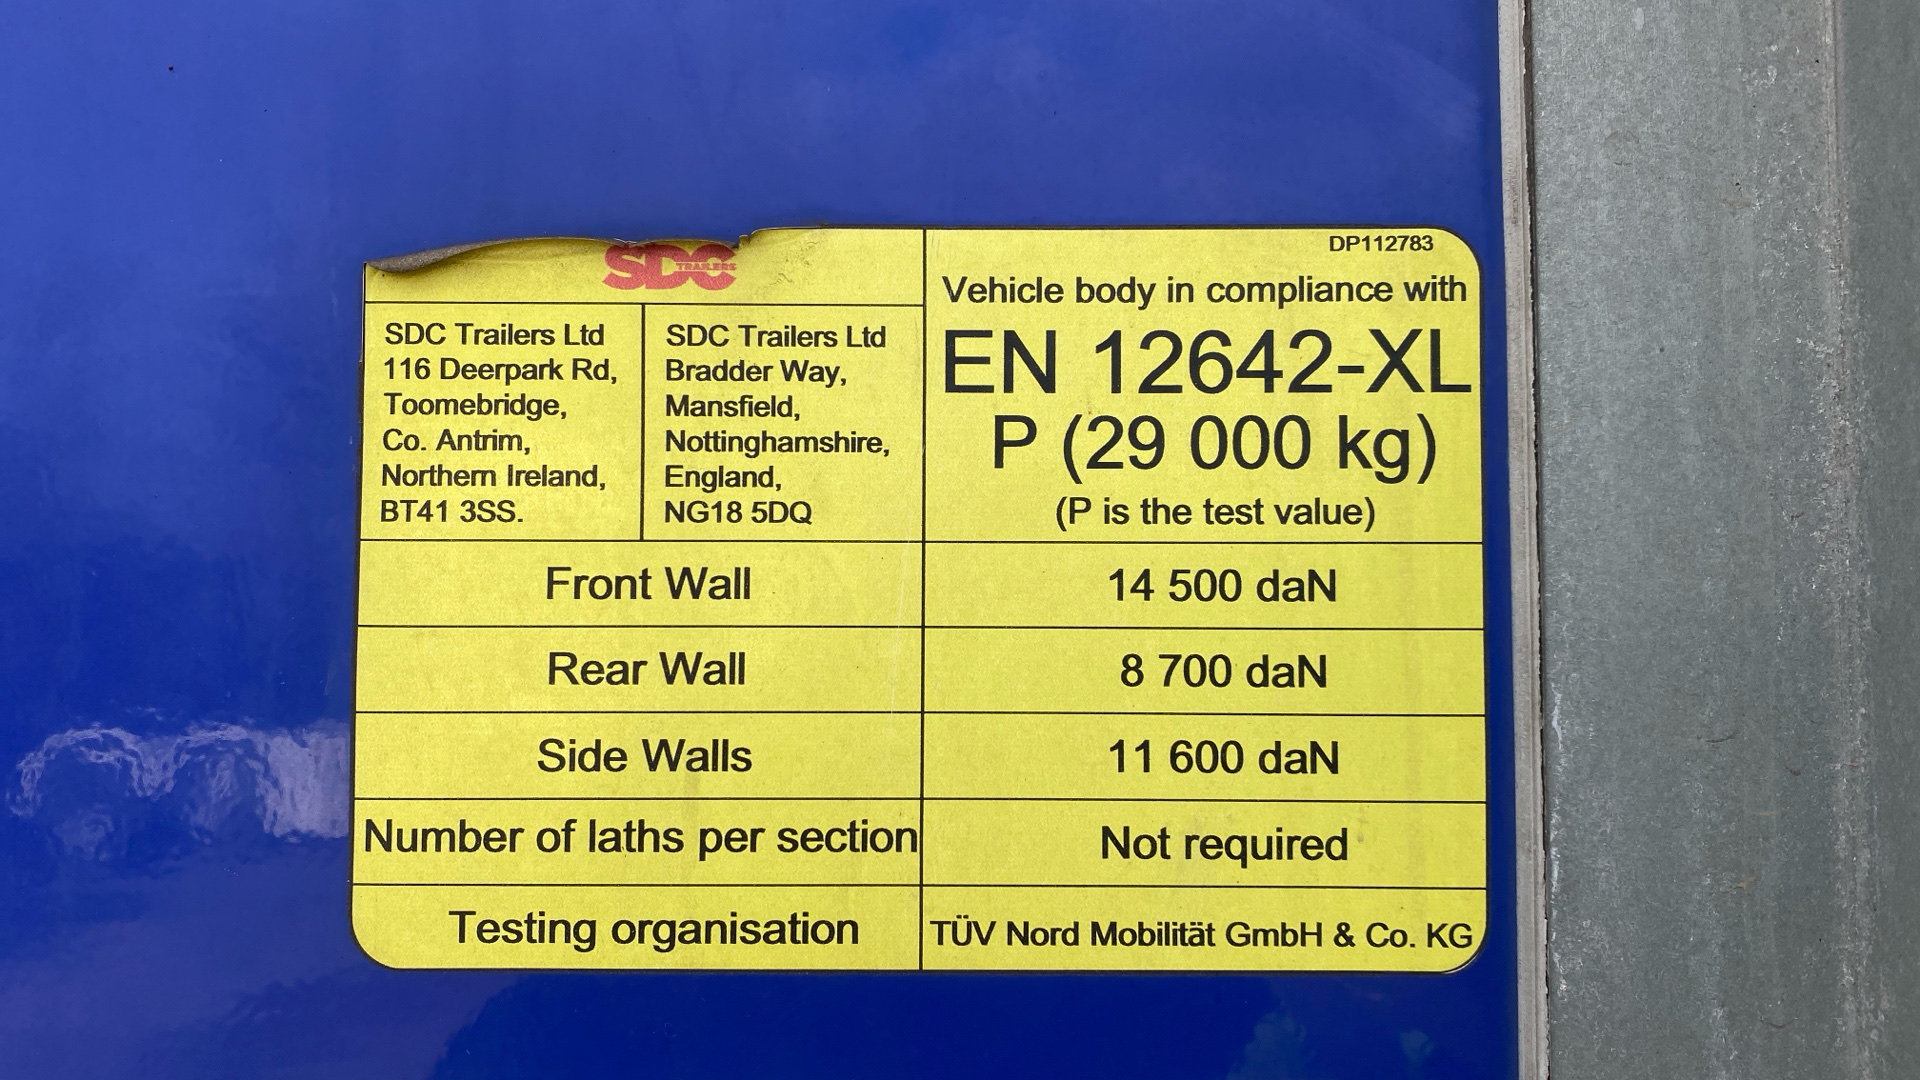 SDC
TRAILERS
SDC Trailers Ltd
116 Deerpark Rd,
Toomebridge,
Co. Antrim,
Northern Ireland,
BT41 3SS.
SDC Trailers Ltd
Bradder Way,
Mansfield,
Nottinghamshire,
England,
NG18 5DQ
DP112783
Vehicle body in compliance with
EN 12642-XL
P (29 000 kg)
(P is the test value)
Front Wall 14 500 daN
Rear Wall 8 700 daN
Side Walls 11 600 daN
Number of laths per section Not required
Testing organisation TÜV Nord Mobilität GmbH & Co. KG